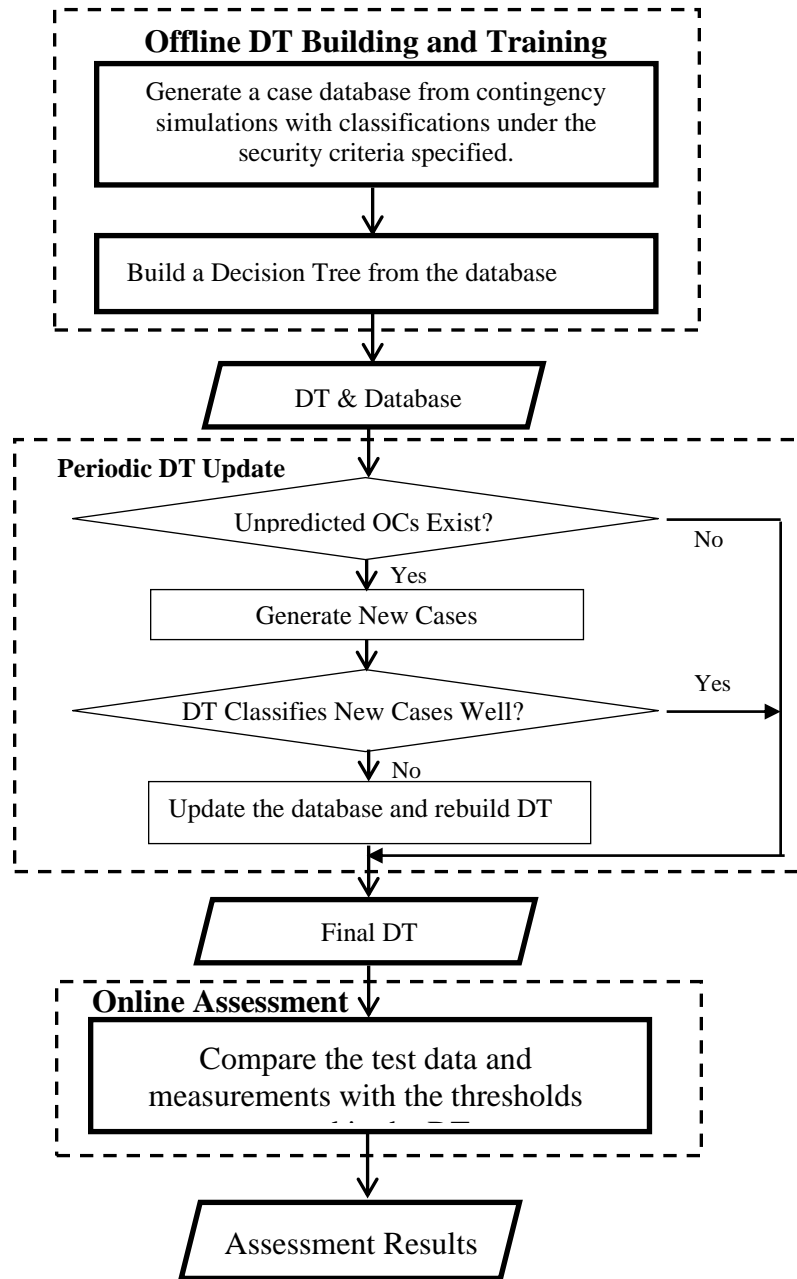 Offline DT Building and Training
Generate a case database from contingency
simulations with classifications under the
security criteria specified.
Build a Decision Tree from the database
DT & Database
Periodic DT Update
Unpredicted OCs Exist?
No
Yes
Generate New Cases
Yes
DT Classifies New Cases Well?
No
Update the database and rebuild DT
Final DT
Online Assessment
Compare the test data and
measurements with the thresholds
Assessment Results